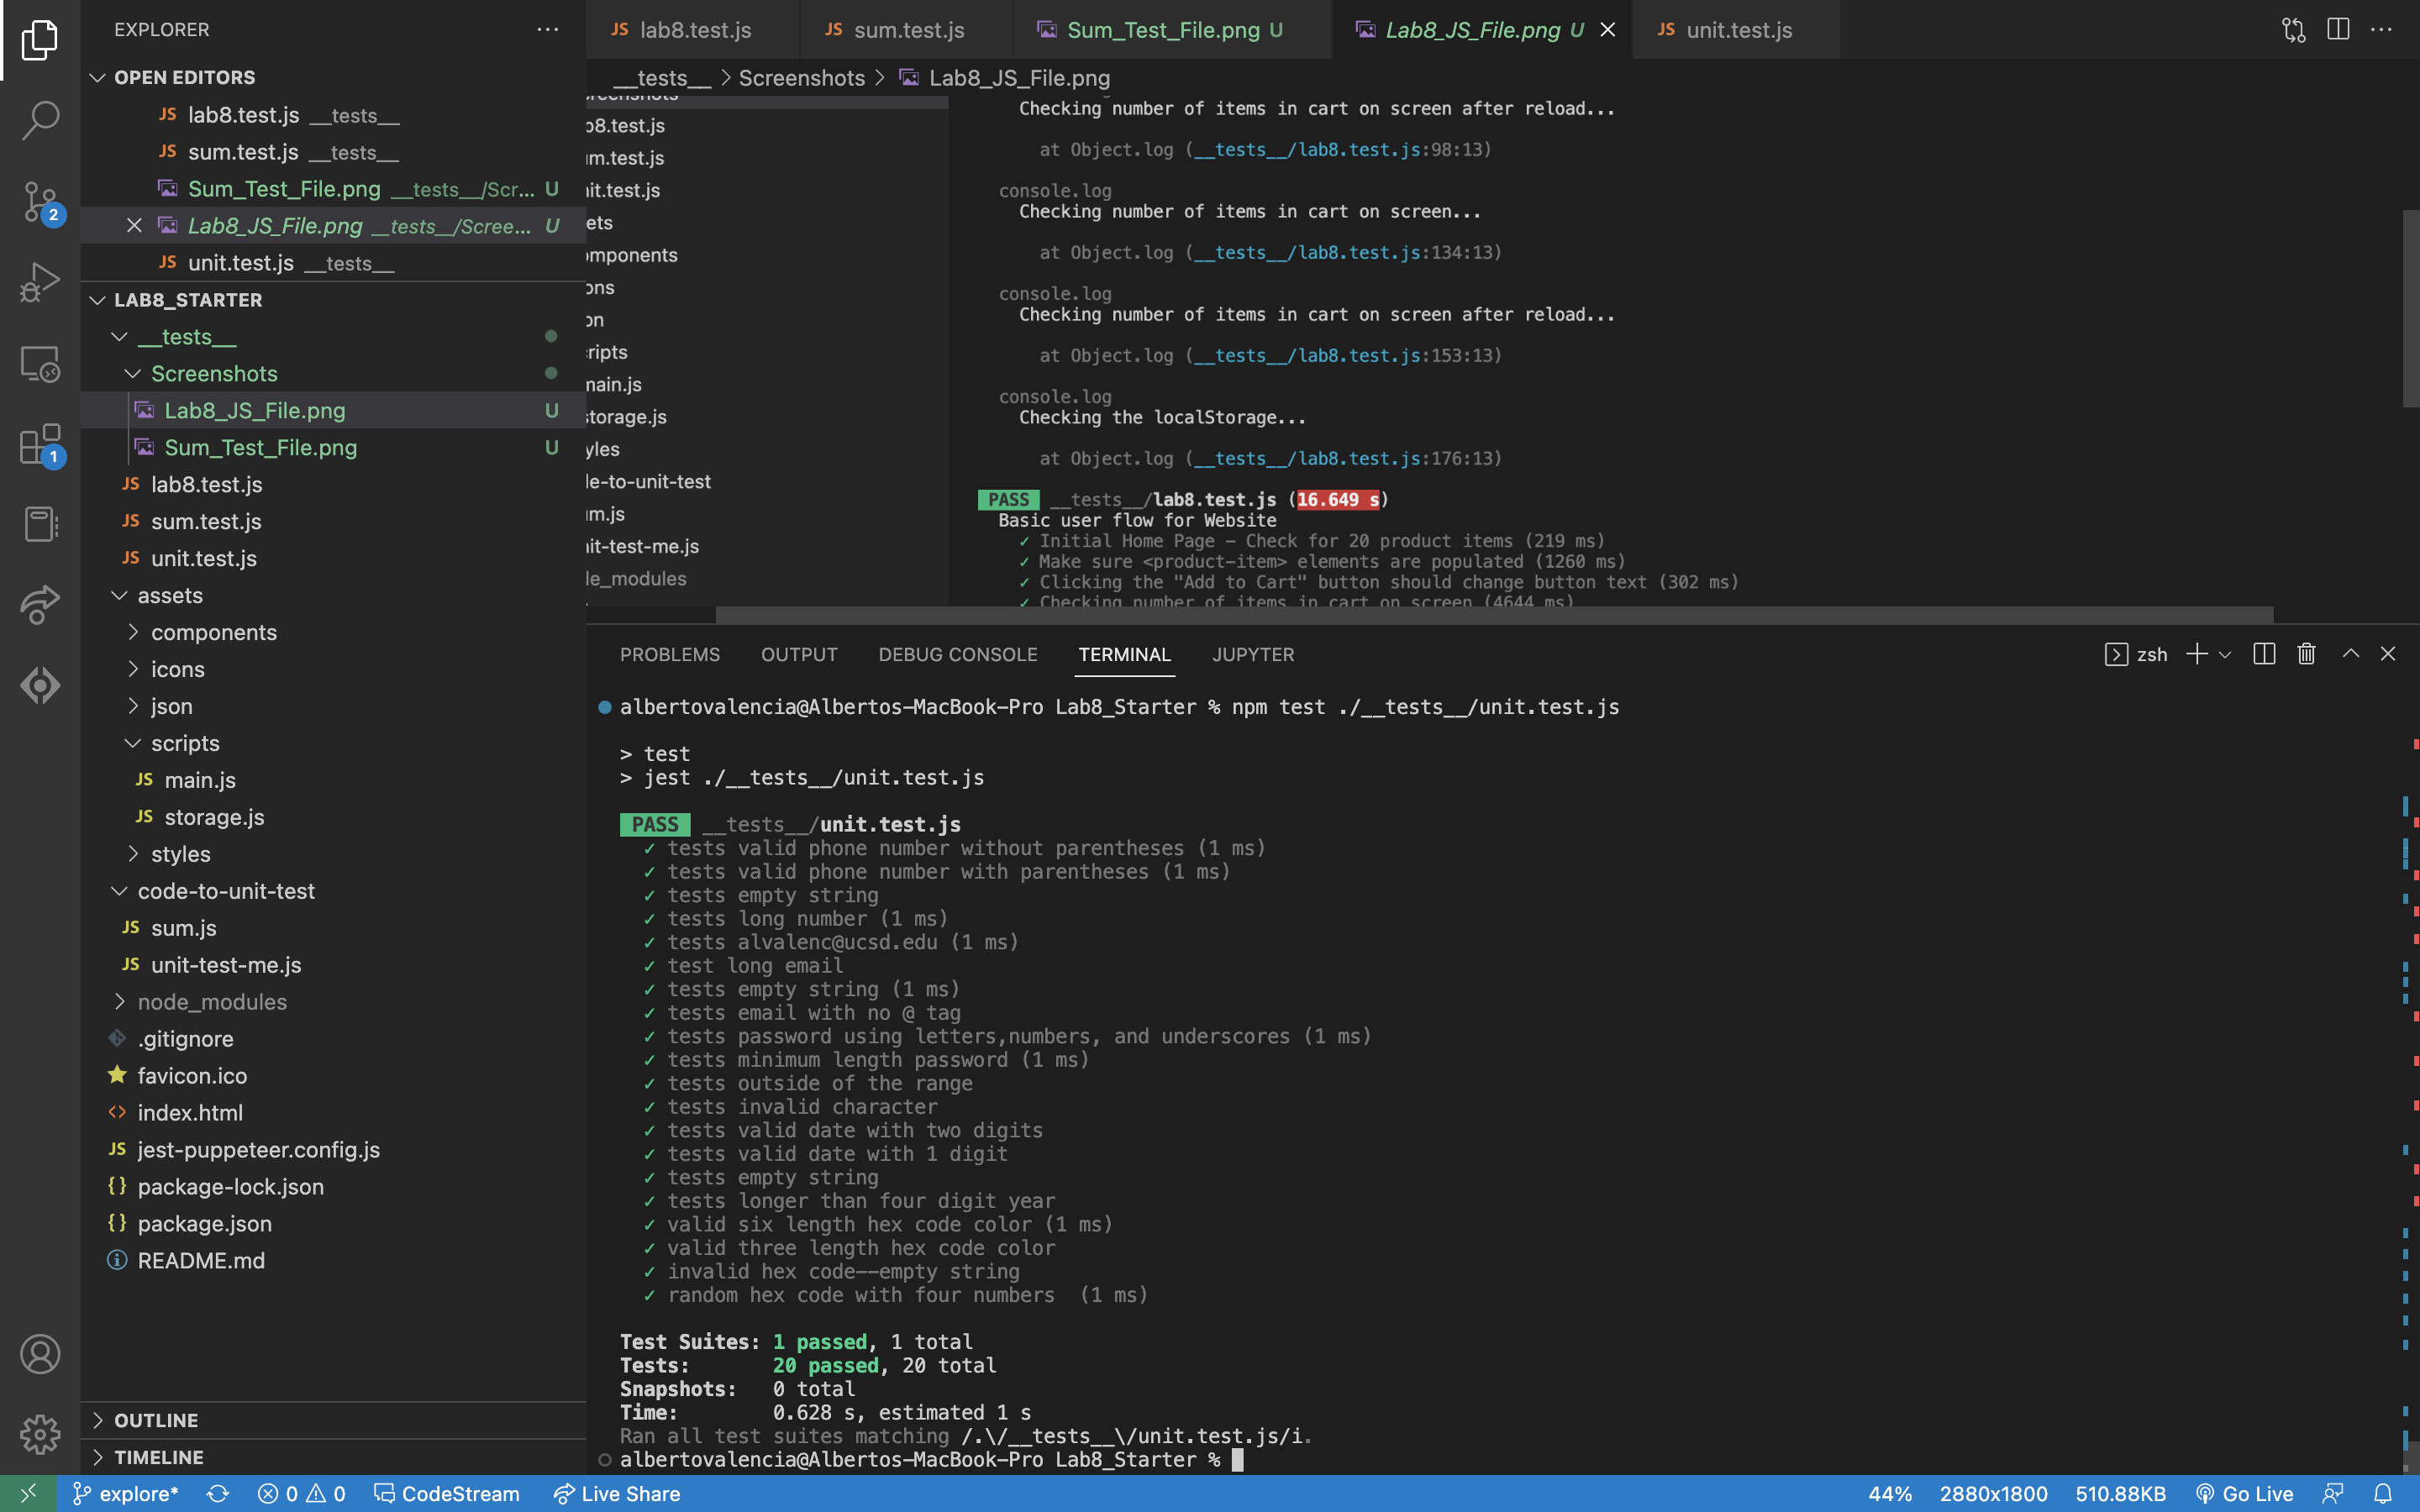 EXPLORER
OPEN EDITORS
lab8.test.js __tests__
sum.test.js __tests__
Sum_Test_File.png __tests__/Scr... U
Lab8_JS_File.png __tests__/Scree... U
unit.test.js __tests__
LAB8_STARTER
__tests__
Screenshots
Lab8_JS_File.png U
Sum_Test_File.png U
JS lab8.test.js
JS sum.test.js
JS unit.test.js
assets
components
icons
json
scripts
JS main.js
JS storage.js
styles
code-to-unit-test
JS sum.js
JS unit-test-me.js
node_modules
.gitignore
favicon.ico
index.html
JS jest-puppeteer.config.js
{} package-lock.json
{} package.json
README.md
OUTLINE
TIMELINE
2
1
JS lab8.test.js JS sum.test.js Sum_Test_File.png U Lab8_JS_File.png U JS unit.test.js
__tests__ > Screenshots > Lab8_JS_File.png
b8.test.js
m.test.js
it.test.js
ets
mponents
ons
on
ripts
main.js
storage.js
yles
le-to-unit-test
m.js
it-test-me.js
le_modules
Checking number of items in cart on screen after reload...
at Object.log (__tests__/lab8.test.js:98:13)
console.log
Checking number of items in cart on screen...
at Object.log (__tests__/lab8.test.js:134:13)
console.log
Checking number of items in cart on screen after reload...
at Object.log (__tests__/lab8.test.js:153:13)
console.log
Checking the localStorage...
at Object.log (__tests__/lab8.test.js:176:13)
PASS __tests__/lab8.test.js (16.649 s)
Basic user flow for Website
✓ Initial Home Page - Check for 20 product items (219 ms)
✓ Make sure <product-item> elements are populated (1260 ms)
✓ Clicking the "Add to Cart" button should change button text (302 ms)
✓ Checking number of items in cart on screen (4644 ms)
PROBLEMS OUTPUT DEBUG CONSOLE TERMINAL JUPYTER zsh
albertovalencia@Albertos-MacBook-Pro Lab8_Starter % npm test ./__tests__/unit.test.js
> test
> jest ./__tests__/unit.test.js
PASS __tests__/unit.test.js
✓ tests valid phone number without parentheses (1 ms)
✓ tests valid phone number with parentheses (1 ms)
✓ tests empty string
✓ tests long number (1 ms)
✓ tests alvalenc@ucsd.edu (1 ms)
✓ test long email
✓ tests empty string (1 ms)
✓ tests email with no @ tag
✓ tests password using letters,numbers, and underscores (1 ms)
✓ tests minimum length password (1 ms)
✓ tests outside of the range
✓ tests invalid character
✓ tests valid date with two digits
✓ tests valid date with 1 digit
✓ tests empty string
✓ tests longer than four digit year
✓ valid six length hex code color (1 ms)
✓ valid three length hex code color
✓ invalid hex code--empty string
✓ random hex code with four numbers (1 ms)
Test Suites: 1 passed, 1 total
Tests: 20 passed, 20 total
Snapshots: 0 total
Time: 0.628 s, estimated 1 s
Ran all test suites matching /.\/__tests__\/unit.test.js/i.
albertovalencia@Albertos-MacBook-Pro Lab8_Starter %
explore* 0 0 CodeStream Live Share 44% 2880x1800 510.88KB Go Live